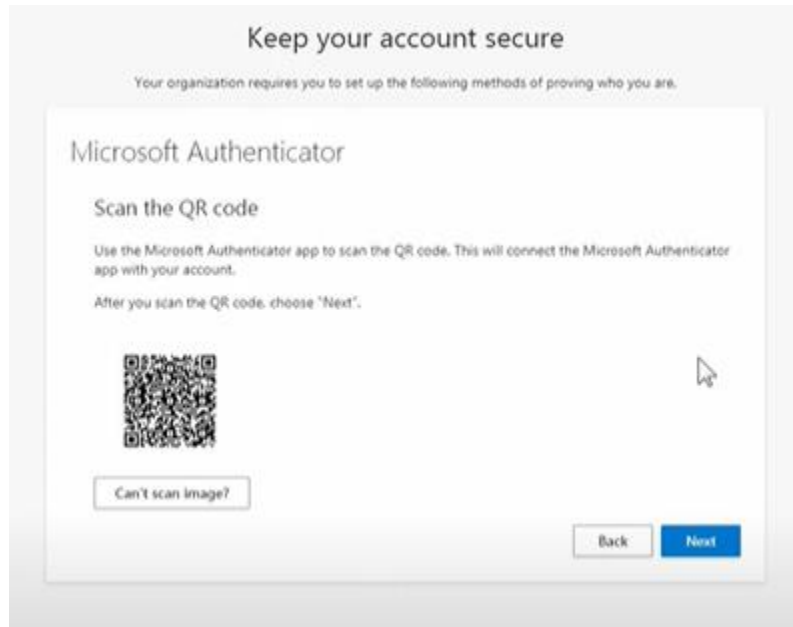 Keep your account secure
Your organization requires you to set up the following methods of proving who you are.
Microsoft Authenticator
Scan the QR code
Use the Microsoft Authenticator app to scan the QR code. This will connect the Microsoft Authenticator
app with your account.
After you scan the QR code, choose "Next".
Can't scan image?
Back
Next